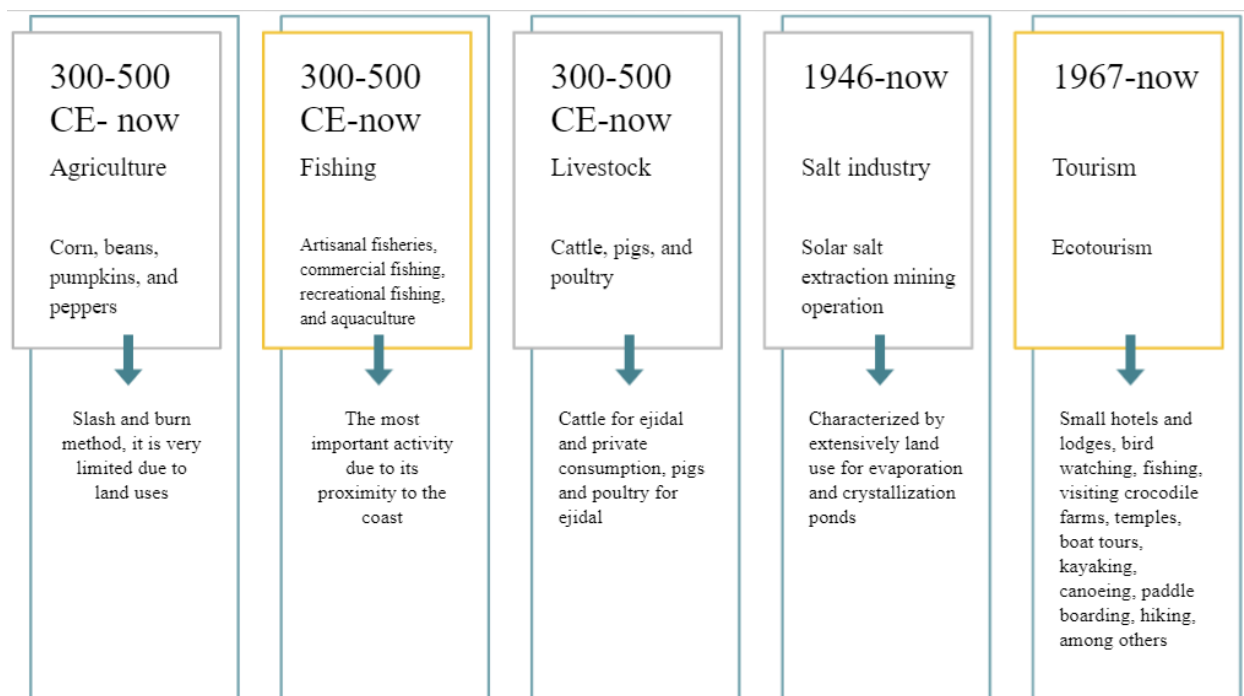 300-500
CE- now
Agriculture
Corn, beans,
pumpkins, and
peppers
Slash and burn
method, it is very
limited due to
land uses
300-500
CE-now
Fishing
Artisanal fisheries,
commercial fishing,
recreational fishing,
and aquaculture
The most
important activity
due to its
proximity to the
coast
300-500
CE-now
Livestock
Cattle, pigs, and
poultry
Cattle for ejidal
and private
consumption, pigs
and poultry for
ejidal
1946-now
Salt industry
Solar salt
extraction mining
operation
Characterized by
extensively land
use for evaporation
and crystallization
ponds
1967-now
Tourism
Ecotourism
Small hotels and
lodges, bird
watching, fishing,
visiting crocodile
farms, temples,
boat tours,
kayaking,
canoeing, paddle
boarding, hiking,
among others